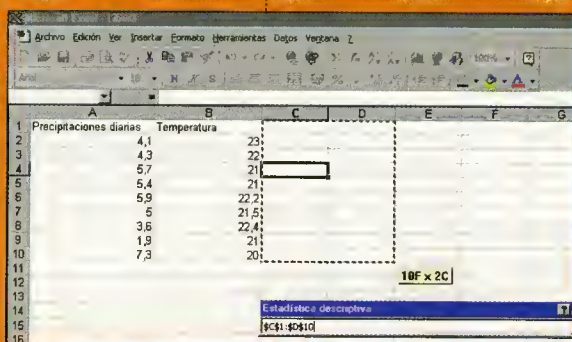 Archivo Edición Ver Insertar Formato Herramientas Datos Ventana ?
A B C D E F G
1 Precipitaciones diarias Temperatura
2 4,1 23
3 4,3 22
4 5,7 21
5 5,4 21
6 5,9 22,2
7 5 21,5
8 3,6 22,4
9 1,9 21
10 7,3 20
11
12 10F x 2C
13
14 Estadística descriptiva ?
15 $C$1:$D$10
16